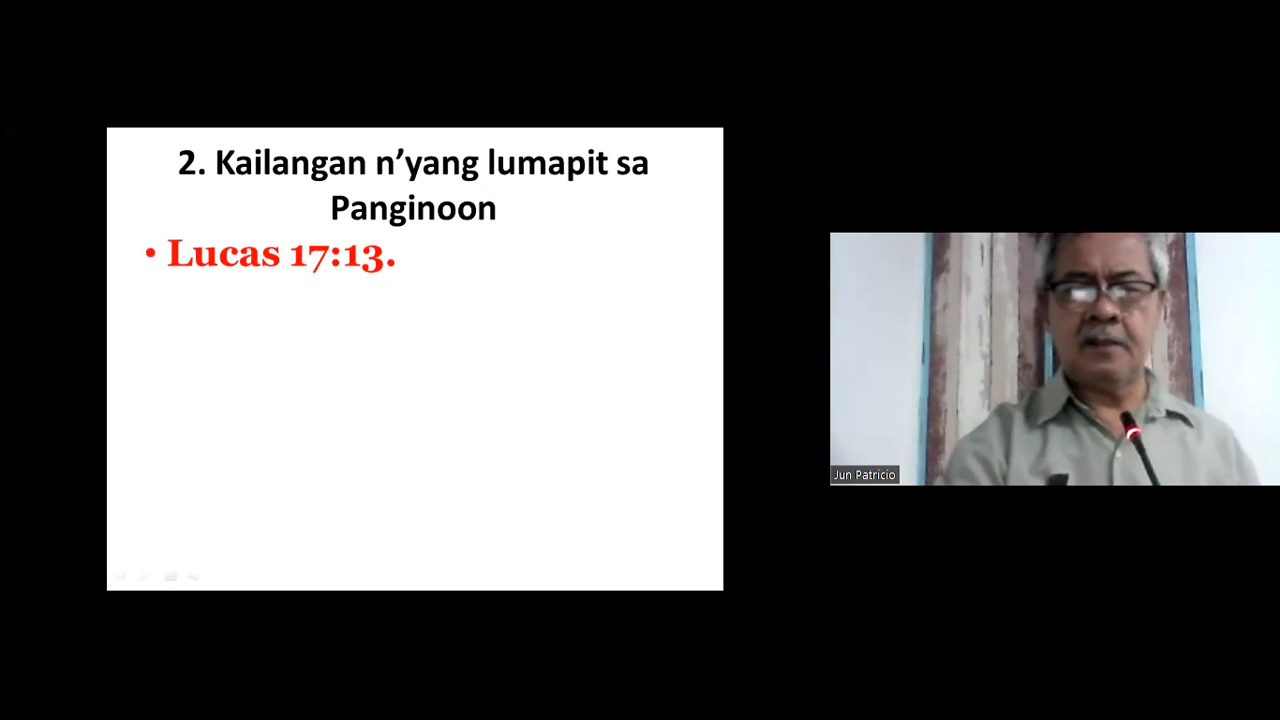 2. Kailangan n’yang lumapit sa
Panginoon
• Lucas 17:13.
Jun Patricio